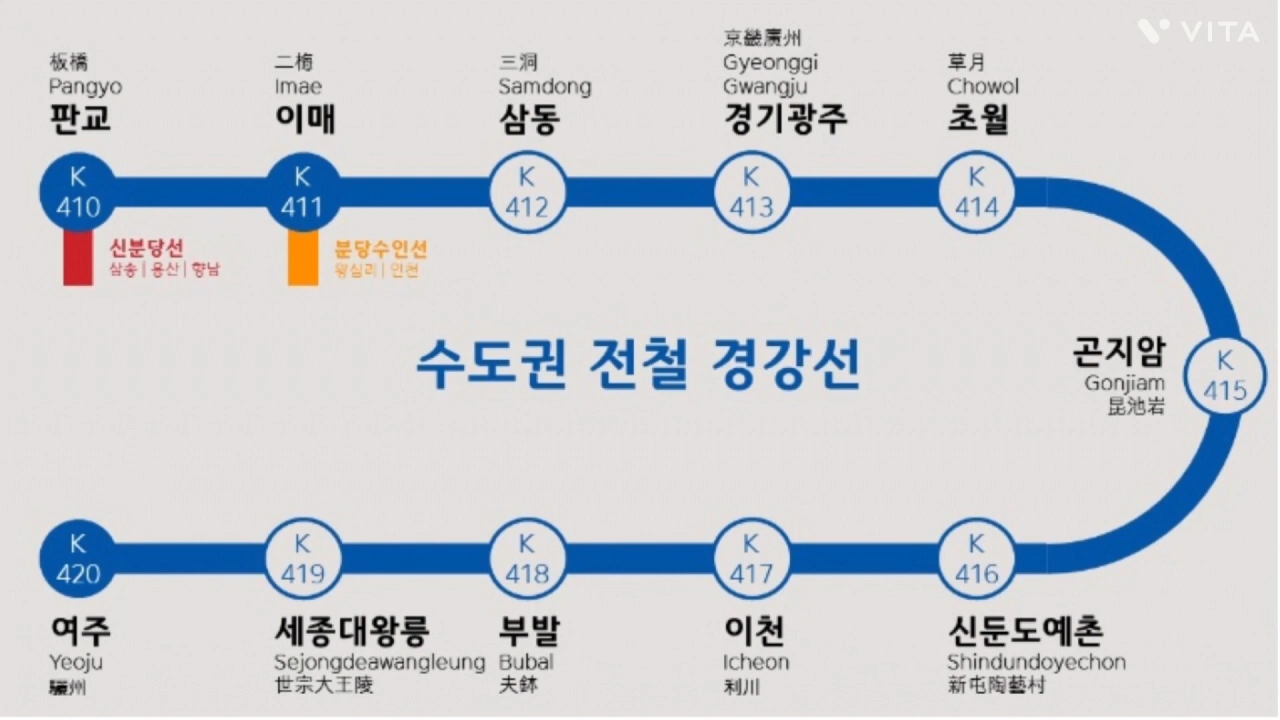 VITA
板橋
Pangyo
판교
二梅
Imae
이매
三洞
Samdong
삼동
京畿廣州
Gyeonggi
Gwangju
경기광주
草月
Chowol
초월
K
410
K
411
K
412
K
413
K
414
신분당선
삼송 | 용산 | 향남
분당수인선
왕십리 | 인천
수도권 전철 경강선
곤지암
Gonjiam
昆池岩
K
415
K
420
K
419
K
418
K
417
K
416
여주
Yeoju
驪州
세종대왕릉
Sejongdeawangleung
世宗大王陵
부발
Bubal
夫鉢
이천
Icheon
利川
신둔도예촌
Shindundoyechon
新屯陶藝村